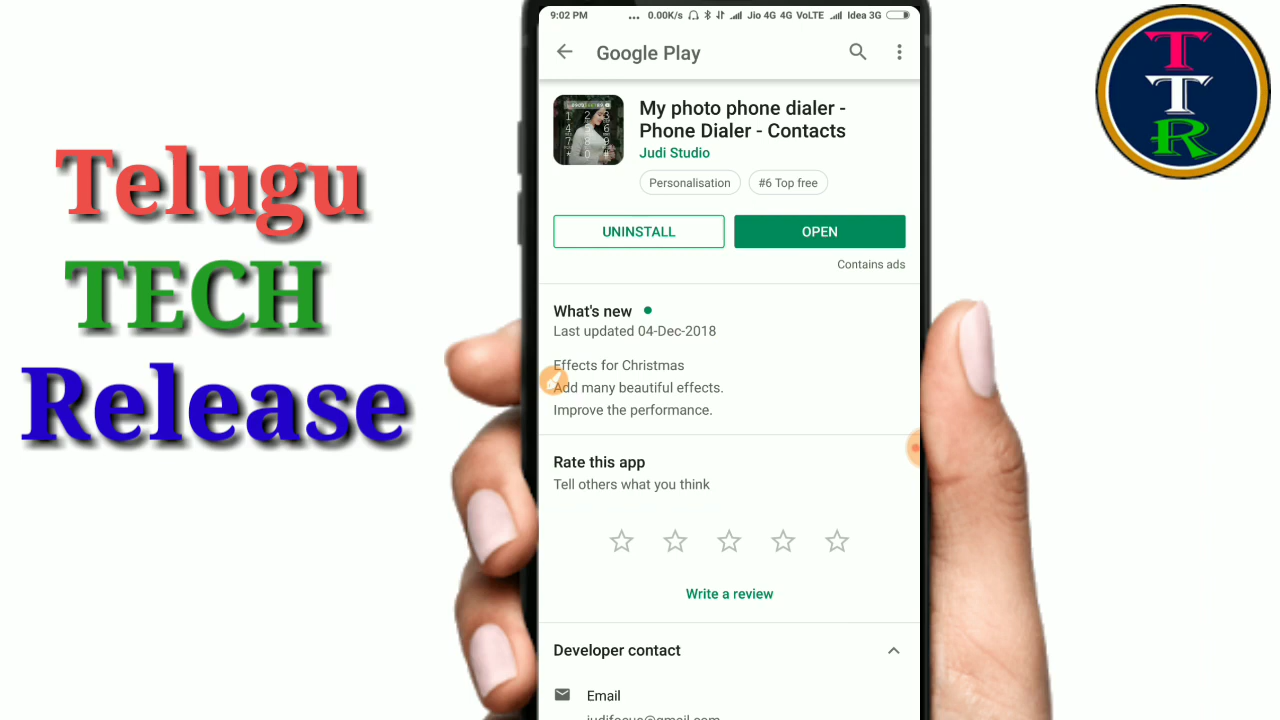 Telugu
TECH
Release
9:02 PM
... 0.00K/s Jio 4G 4G VoLTE Idea 3G
Google Play
My photo phone dialer -
Phone Dialer - Contacts
Judi Studio
Personalisation
#6 Top free
UNINSTALL
OPEN
Contains ads
What's new
Last updated 04-Dec-2018
Effects for Christmas
Add many beautiful effects.
Improve the performance.
Rate this app
Tell others what you think
Write a review
Developer contact
Email
T
T
R